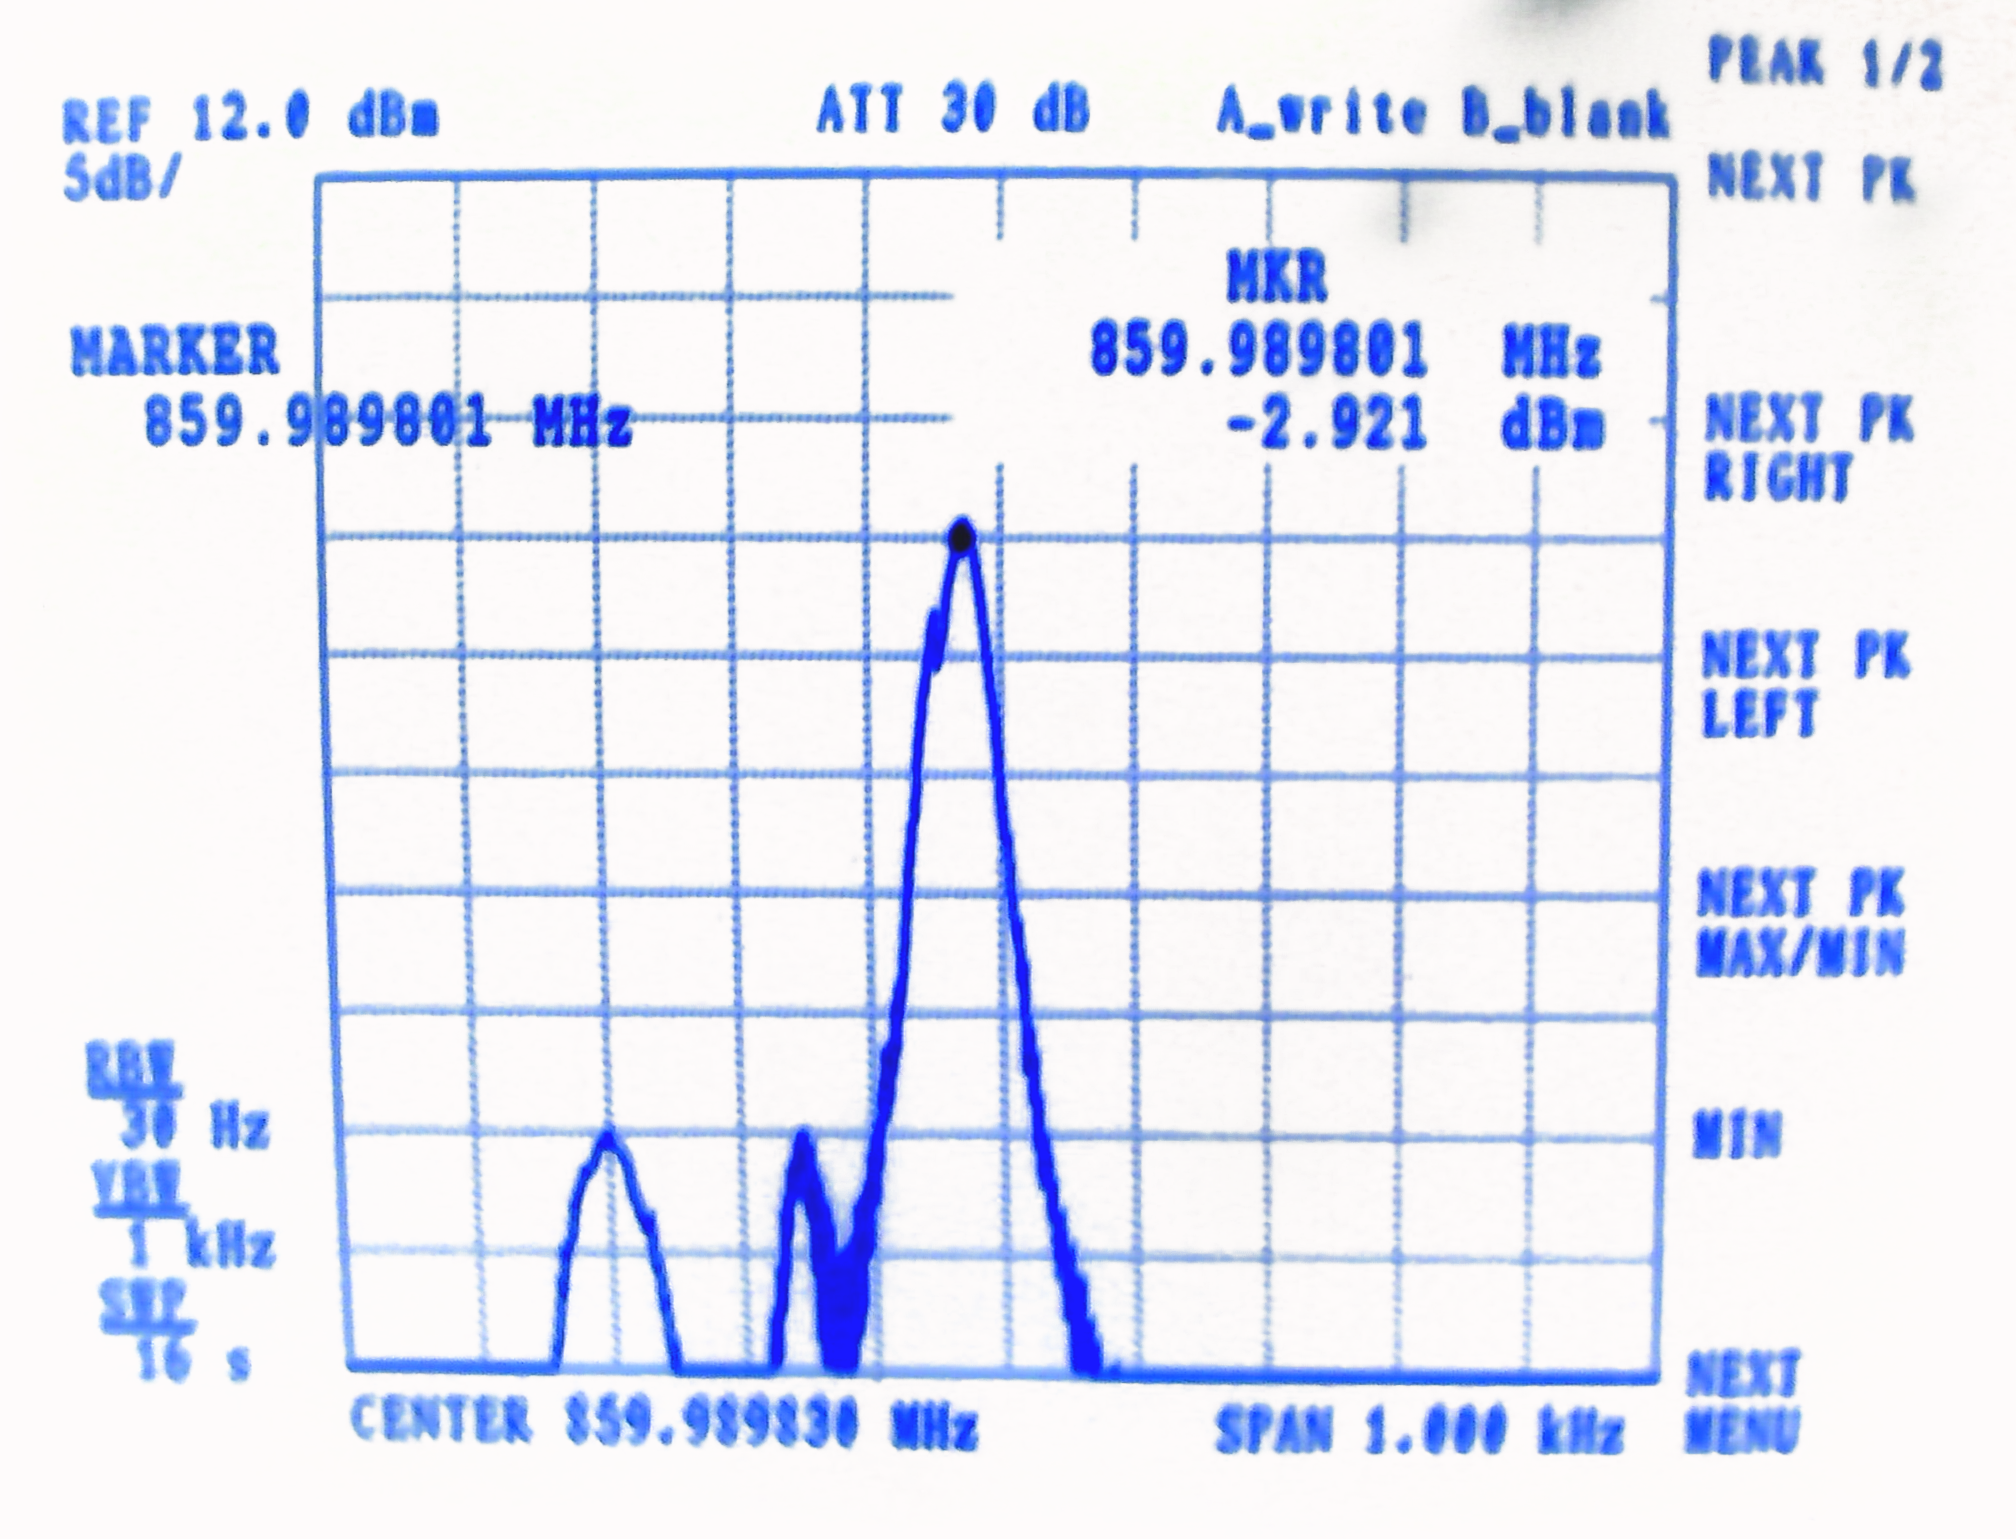 PEAK 1/2
REF 12.0 dBm ATT 30 dB A_write B_blank
5dB/
NEXT PK
MKR
MARKER
859.989801 MHz
859.989801 MHz
-2.921 dBm
NEXT PK
RIGHT
NEXT PK
LEFT
NEXT PK
MAX/MIN
RBW
30 Hz
MIN
VBW
1 kHz
SWP
16 s
NEXT
MENU
CENTER 859.989830 MHz SPAN 1.000 kHz